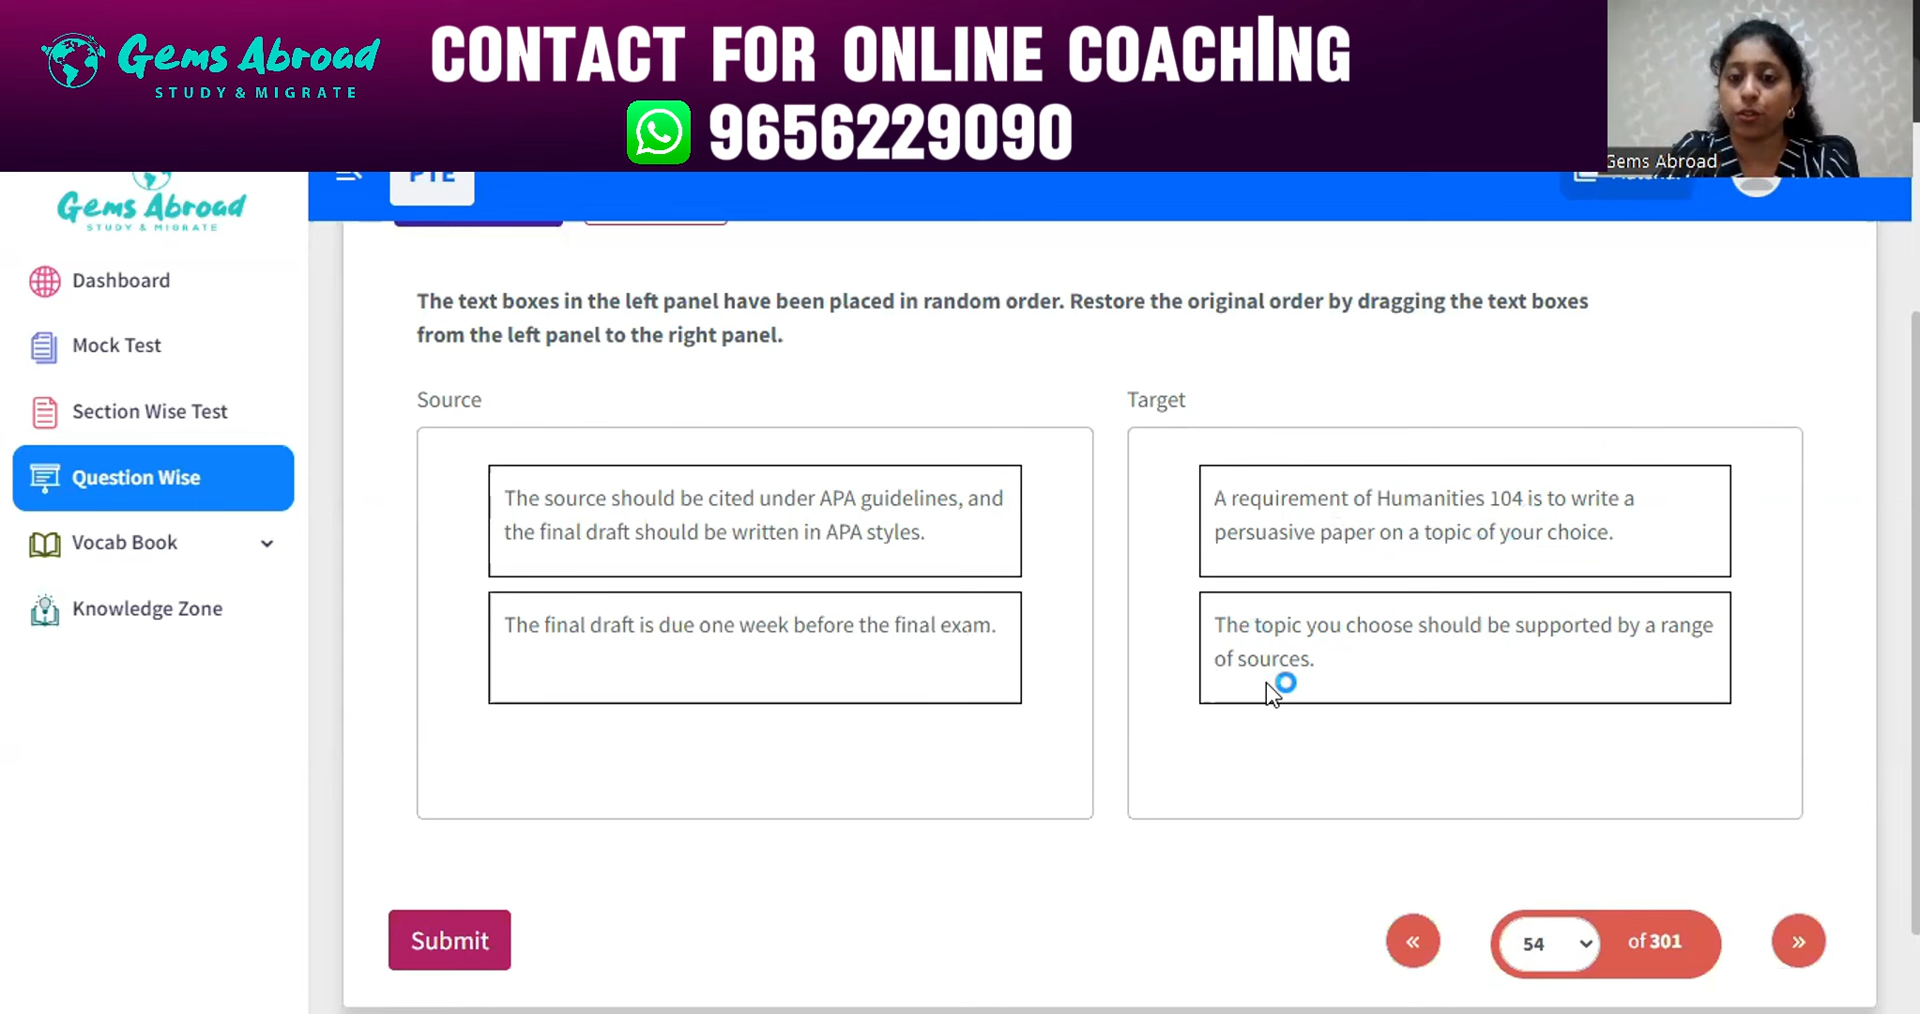 Gems Abroad
STUDY & MIGRATE
CONTACT FOR ONLINE COACHING
9656229090
Gems Abroad
Gems Abroad
STUDY & MIGRATE
PTE
Dashboard
Mock Test
Section Wise Test
Question Wise
Vocab Book
Knowledge Zone
The text boxes in the left panel have been placed in random order. Restore the original order by dragging the text boxes
from the left panel to the right panel.
Source
The source should be cited under APA guidelines, and
the final draft should be written in APA styles.
The final draft is due one week before the final exam.
Target
A requirement of Humanities 104 is to write a
persuasive paper on a topic of your choice.
The topic you choose should be supported by a range
of sources.
Submit
«
54
of 301
»